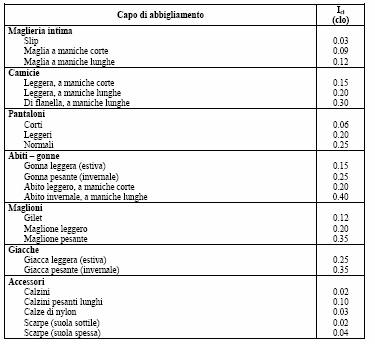 Capo di abbigliamento Icl (clo)
Maglieria intima
Slip 0.03
Maglia a maniche corte 0.09
Maglia a maniche lunghe 0.12
Camicie
Leggera, a maniche corte 0.15
Leggera, a maniche lunghe 0.20
Di flanella, a maniche lunghe 0.30
Pantaloni
Corti 0.06
Leggeri 0.20
Normali 0.25
Abiti – gonne
Gonna leggera (estiva) 0.15
Gonna pesante (invernale) 0.25
Abito leggero, a maniche corte 0.20
Abito invernale, a maniche lunghe 0.40
Maglioni
Gilet 0.12
Maglione leggero 0.20
Maglione pesante 0.35
Giacche
Giacca leggera (estiva) 0.25
Giacca pesante (invernale) 0.35
Accessori
Calzini 0.02
Calzini pesanti lunghi 0.10
Calze di nylon 0.03
Scarpe (suola sottile) 0.02
Scarpe (suola spessa) 0.04